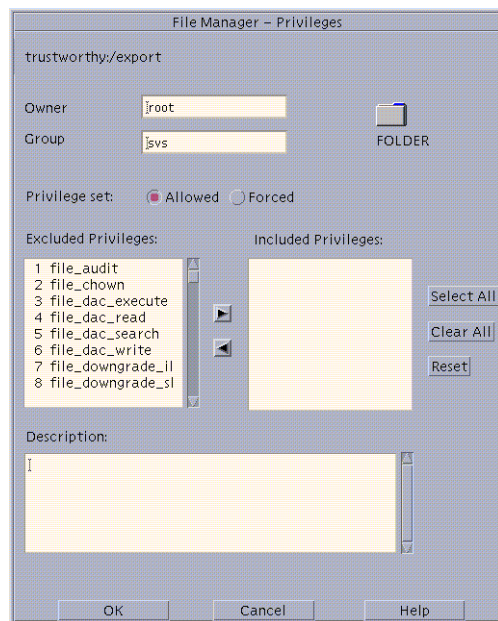 File Manager – Privileges
trustworthy:/export
Owner root
Group sys
FOLDER
Privilege set: Allowed Forced
Excluded Privileges: Included Privileges:
1 file_audit
2 file_chown
3 file_dac_execute
4 file_dac_read
5 file_dac_search
6 file_dac_write
7 file_downgrade_il
8 file_downgrade_sl
Select All
Clear All
Reset
Description:
OK Cancel Help